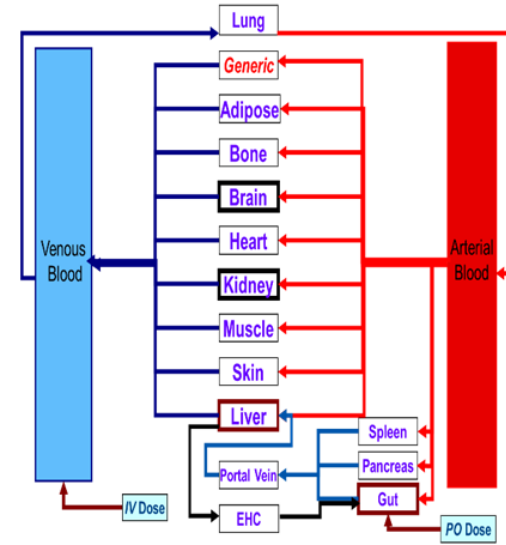 Lung
Generic
Adipose
Bone
Brain
Heart
Kidney
Muscle
Skin
Liver
Venous
Blood
Arterial
Blood
Spleen
Pancreas
Gut
Portal Vein
EHC
IV Dose
PO Dose